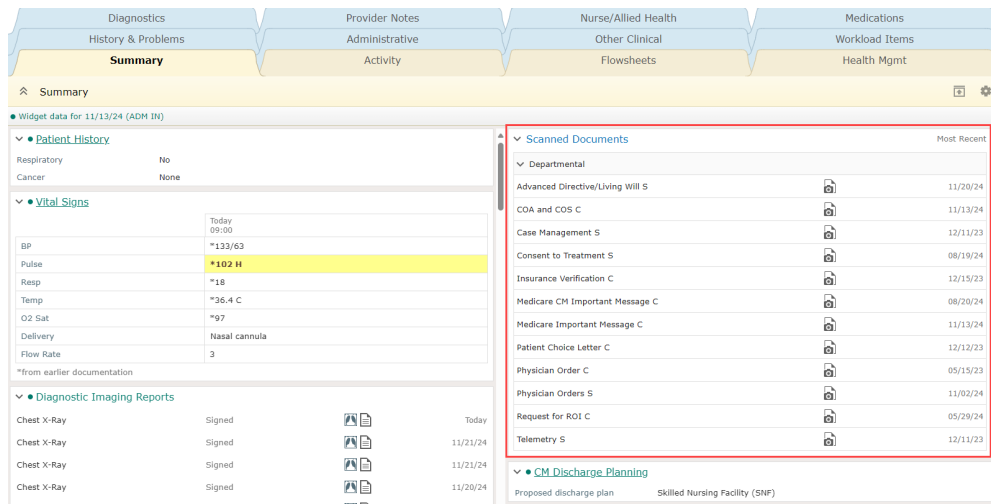 Diagnostics Provider Notes Nurse/Allied Health Medications
History & Problems Administrative Other Clinical Workload Items
Summary Activity Flowsheets Health Mgmt
Summary
Widget data for 11/13/24 (ADM IN)
Patient History
Respiratory No
Cancer None
Vital Signs
Today
09:00
BP *133/63
Pulse *102 H
Resp *18
Temp *36.4 C
O2 Sat *97
Delivery Nasal cannula
Flow Rate 3
*from earlier documentation
Diagnostic Imaging Reports
Chest X-Ray Signed Today
Chest X-Ray Signed 11/21/24
Chest X-Ray Signed 11/21/24
Chest X-Ray Signed 11/20/24
Scanned Documents Most Recent
Departmental
Advanced Directive/Living Will S 11/20/24
COA and COS C 11/13/24
Case Management S 12/11/23
Consent to Treatment S 08/19/24
Insurance Verification C 12/15/23
Medicare CM Important Message C 08/20/24
Medicare Important Message C 11/13/24
Patient Choice Letter C 12/12/23
Physician Order C 05/15/23
Physician Orders S 11/02/24
Request for ROI C 05/29/24
Telemetry S 12/11/23
CM Discharge Planning
Proposed discharge plan Skilled Nursing Facility (SNF)